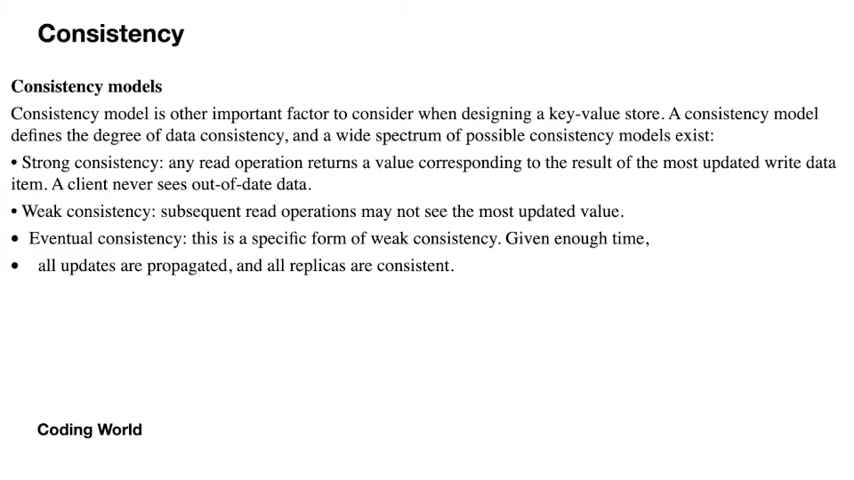 Consistency
Consistency models
Consistency model is other important factor to consider when designing a key-value store. A consistency model
defines the degree of data consistency, and a wide spectrum of possible consistency models exist:
• Strong consistency: any read operation returns a value corresponding to the result of the most updated write data
item. A client never sees out-of-date data.
• Weak consistency: subsequent read operations may not see the most updated value.
• Eventual consistency: this is a specific form of weak consistency. Given enough time,
• all updates are propagated, and all replicas are consistent.
Coding World